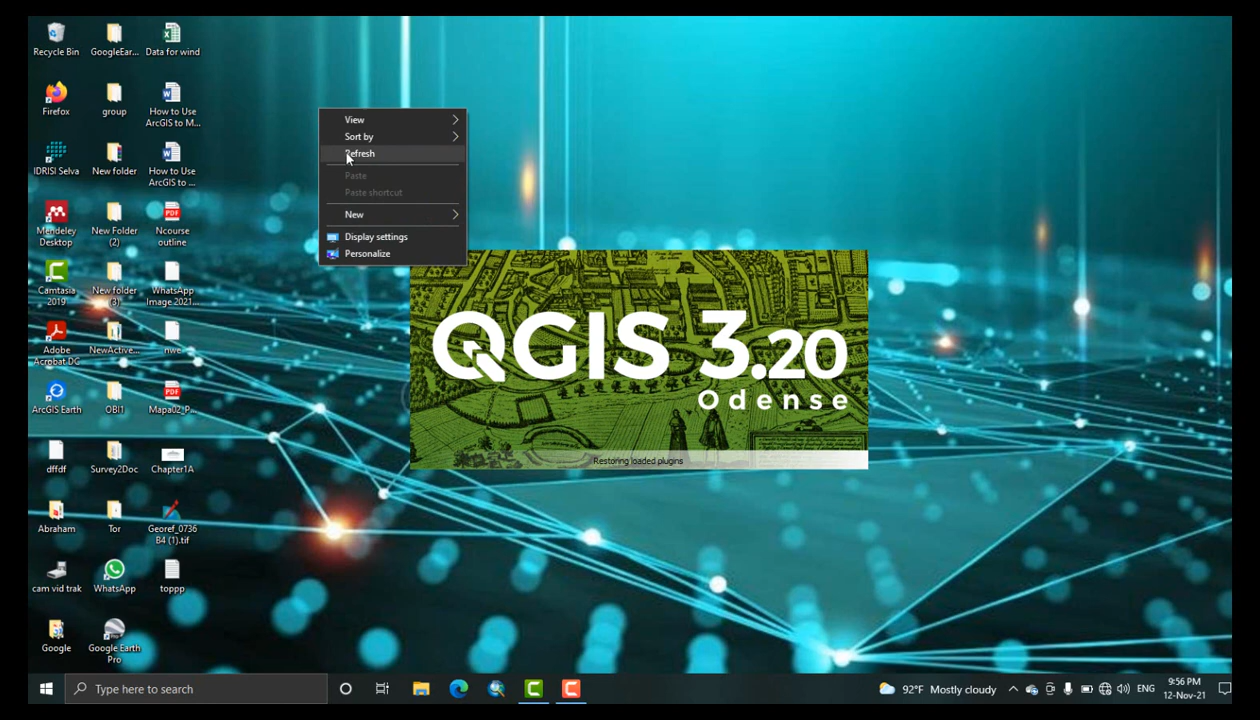 Recycle Bin
GoogleEar...
Data for wind
Firefox
group
How to Use
ArcGIS to M...
IDRISI Selva
New folder
How to Use
ArcGIS to ...
Mendeley
Desktop
New Folder
(2)
PDF
Ncourse
outline
Camtasia
2019
New folder
(3)
WhatsApp
Image 2021...
Adobe
Acrobat DC
NewActive...
nwe
ArcGIS Earth
OBI1
PDF
Mapa02_P...
dffdf
Survey2Doc
Chapter1A
Abraham
Tor
Georef_0736
B4 (1).tif
cam vid trak
WhatsApp
toppp
Google
Google Earth
Pro
View
Sort by
Refresh
Paste
Paste shortcut
New
Display settings
Personalize
QGIS 3.20
Odense
Restoring loaded plugins
Type here to search
92°F Mostly cloudy
ENG
9:56 PM
12-Nov-21